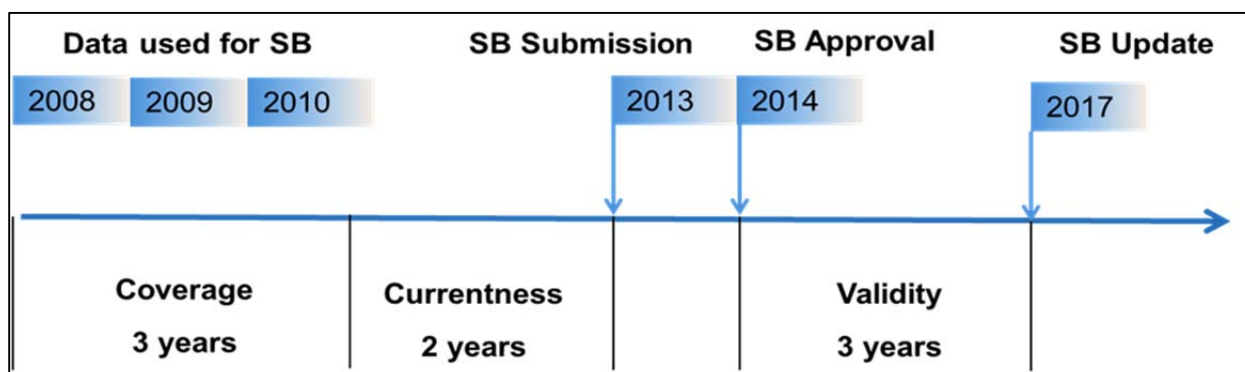 Data used for SB
SB Submission
SB Approval
SB Update
2008
2009
2010
2013
2014
2017
Coverage
3 years
Currentness
2 years
Validity
3 years